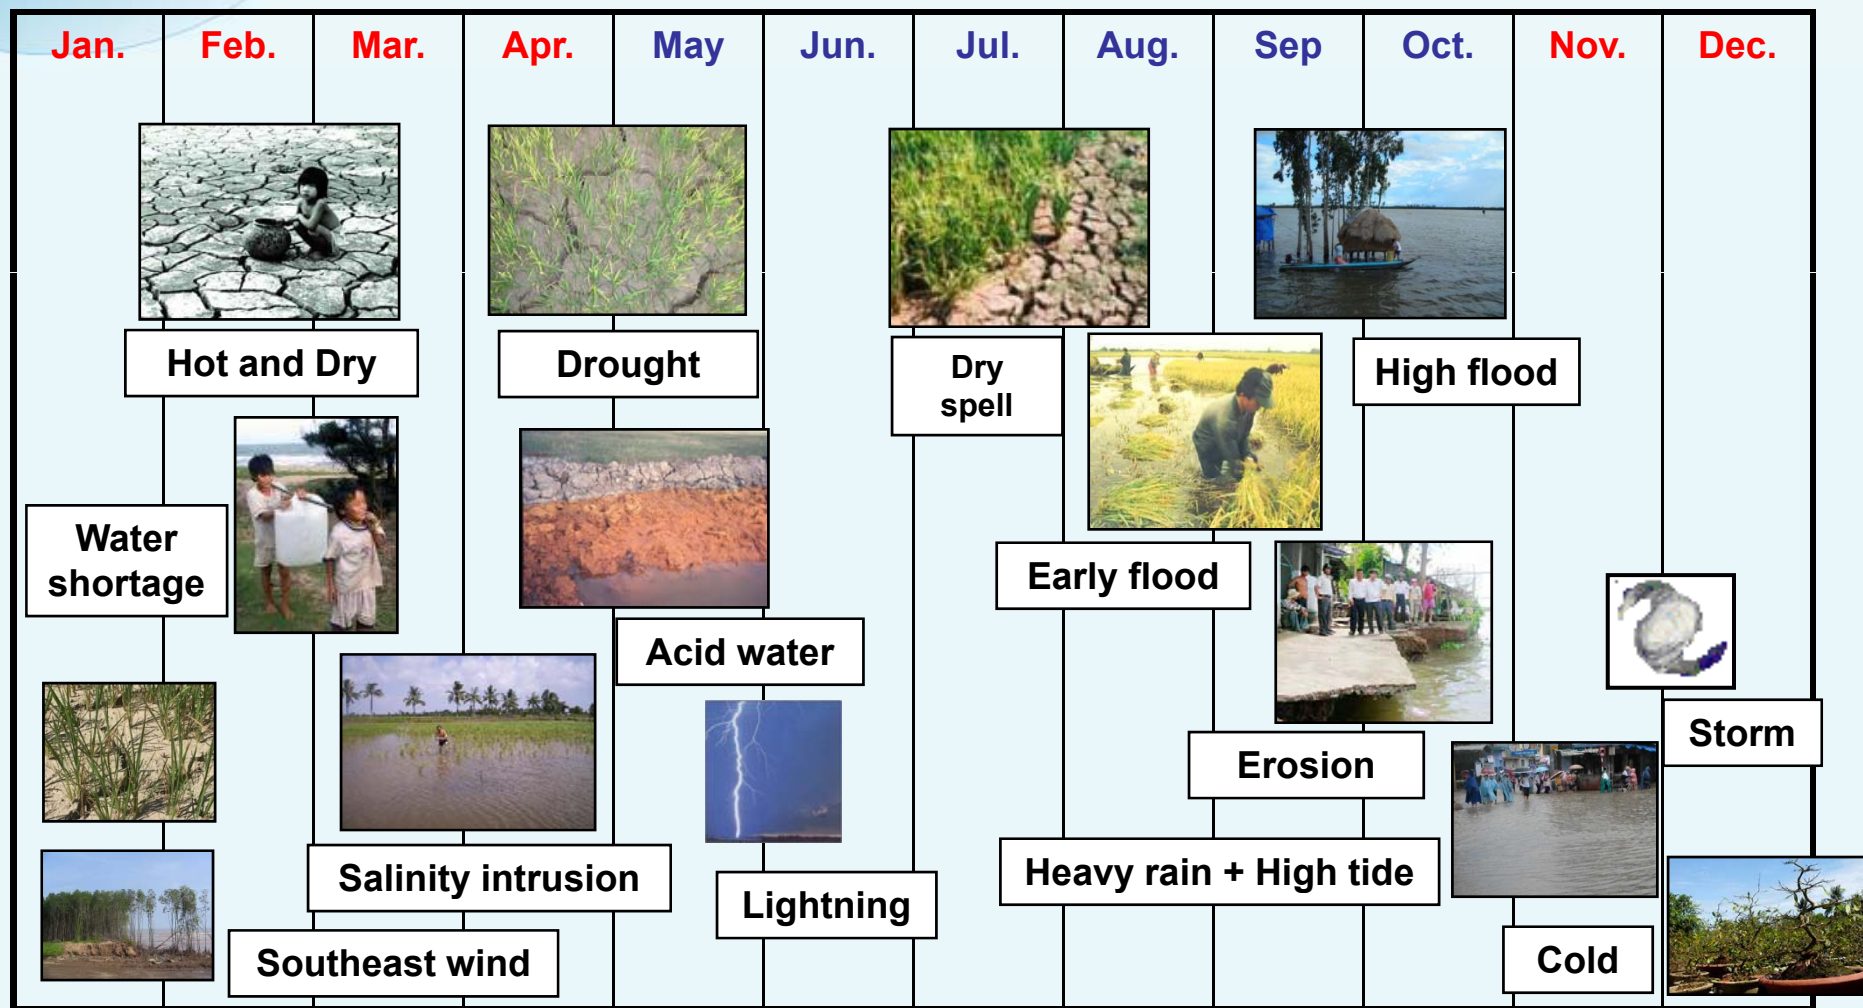 Jan.
Feb.
Mar.
Apr.
May
Jun.
Jul.
Aug.
Sep
Oct.
Nov.
Dec.
Hot and Dry
Drought
Dry
spell
High flood
Water
shortage
Early flood
Acid water
Storm
Erosion
Salinity intrusion
Heavy rain + High tide
Lightning
Southeast wind
Cold